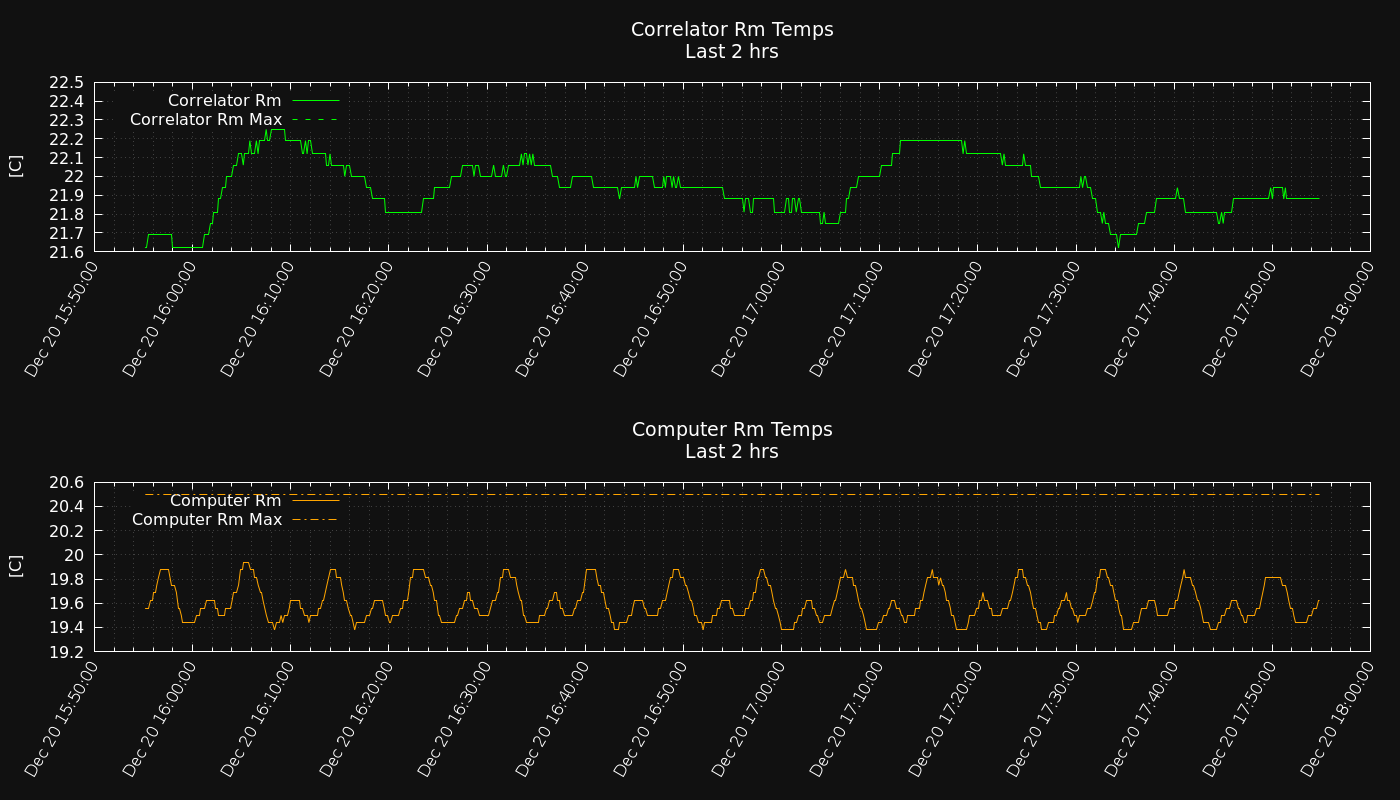 Correlator Rm Temps
Last 2 hrs
[C]
22.5
22.4
22.3
22.2
22.1
22
21.9
21.8
21.7
21.6
Correlator Rm
Correlator Rm Max
Dec 20 15:50:00
Dec 20 16:00:00
Dec 20 16:10:00
Dec 20 16:20:00
Dec 20 16:30:00
Dec 20 16:40:00
Dec 20 16:50:00
Dec 20 17:00:00
Dec 20 17:10:00
Dec 20 17:20:00
Dec 20 17:30:00
Dec 20 17:40:00
Dec 20 17:50:00
Dec 20 18:00:00
Computer Rm Temps
Last 2 hrs
[C]
20.6
20.4
20.2
20
19.8
19.6
19.4
19.2
Computer Rm
Computer Rm Max
Dec 20 15:50:00
Dec 20 16:00:00
Dec 20 16:10:00
Dec 20 16:20:00
Dec 20 16:30:00
Dec 20 16:40:00
Dec 20 16:50:00
Dec 20 17:00:00
Dec 20 17:10:00
Dec 20 17:20:00
Dec 20 17:30:00
Dec 20 17:40:00
Dec 20 17:50:00
Dec 20 18:00:00